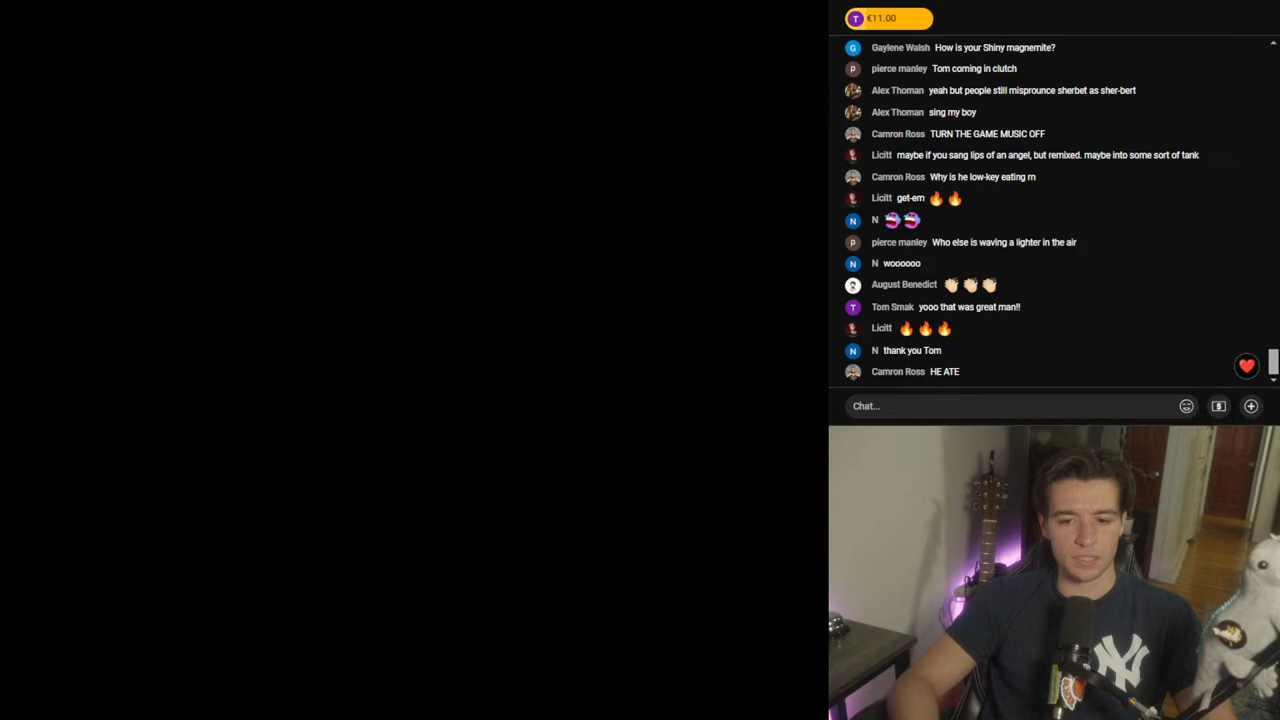 T €11.00
G Gaylene Walsh How is your Shiny magnemite?
p pierce manley Tom coming in clutch
Alex Thoman yeah but people still misprounce sherbet as sher-bert
Alex Thoman sing my boy
Camron Ross TURN THE GAME MUSIC OFF
Licitt maybe if you sang lips of an angel, but remixed. maybe into some sort of tank
Camron Ross Why is he low-key eating rn
Licitt get-em 🔥 🔥
N N
p pierce manley Who else is waving a lighter in the air
N N woooooo
August Benedict 👏🏻 👏🏻 👏🏻
T Tom Smak yooo that was great man!!
Licitt 🔥 🔥 🔥
N N thank you Tom
Camron Ross HE ATE
Chat...
NY